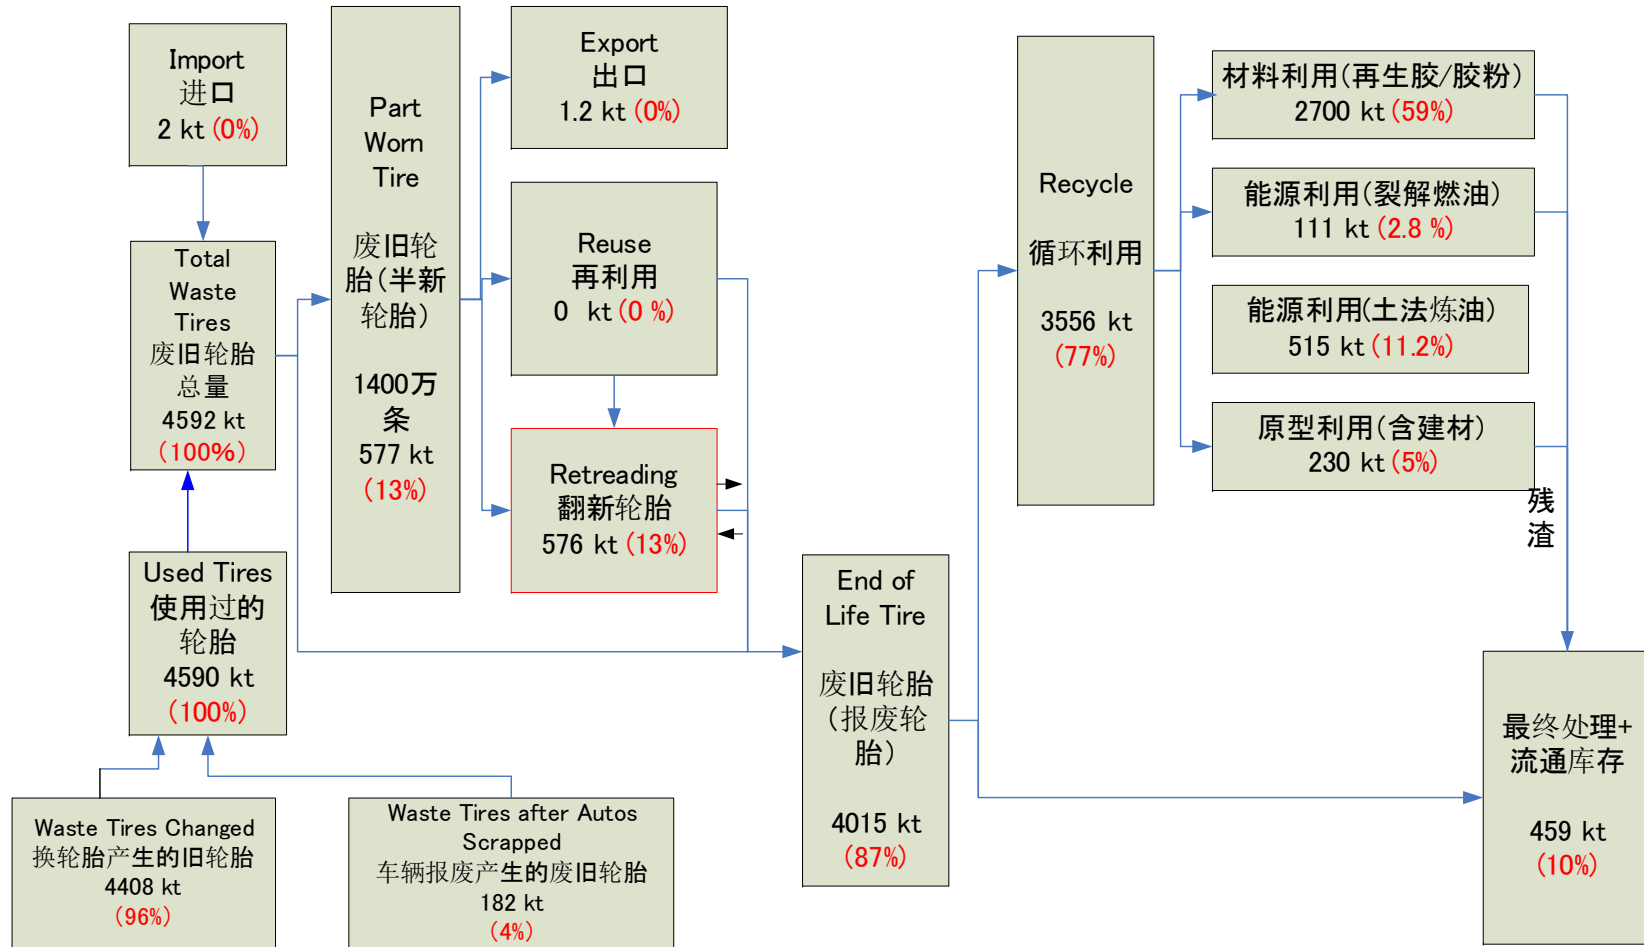 Import
进口
2 kt (0%)
Total
Waste
Tires
废旧轮胎
总量
4592 kt
(100%)
Used Tires
使用过的
轮胎
4590 kt
(100%)
Waste Tires Changed
换轮胎产生的旧轮胎
4408 kt
(96%)
Waste Tires after Autos
Scrapped
车辆报废产生的废旧轮胎
182 kt
(4%)
Part
Worn
Tire
废旧轮
胎(半新
轮胎)
1400万
条
577 kt
(13%)
Export
出口
1.2 kt (0%)
Reuse
再利用
0 kt (0 %)
Retreading
翻新轮胎
576 kt (13%)
End of
Life Tire
废旧轮胎
(报废轮
胎)
4015 kt
(87%)
Recycle
循环利用
3556 kt
(77%)
材料利用(再生胶/胶粉)
2700 kt (59%)
能源利用(裂解燃油)
111 kt (2.8 %)
能源利用(土法炼油)
515 kt (11.2%)
原型利用(含建材)
230 kt (5%)
残
渣
最终处理+
流通库存
459 kt
(10%)